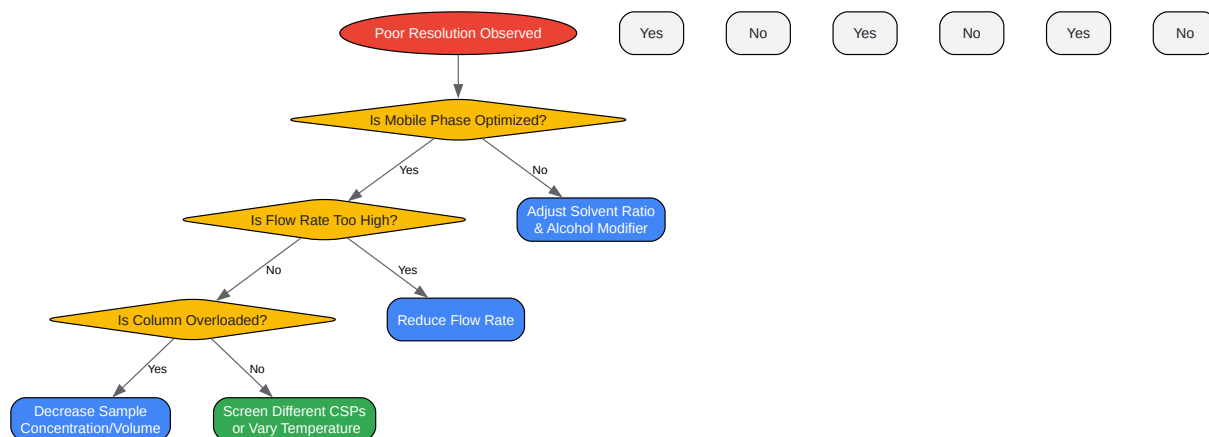 Poor Resolution Observed
Yes
No
Yes
No
Yes
No
Is Mobile Phase Optimized?
Yes
No
Is Flow Rate Too High?
Adjust Solvent Ratio
& Alcohol Modifier
No
Yes
Is Column Overloaded?
Reduce Flow Rate
Yes
No
Decrease Sample
Concentration/Volume
Screen Different CSPs
or Vary Temperature